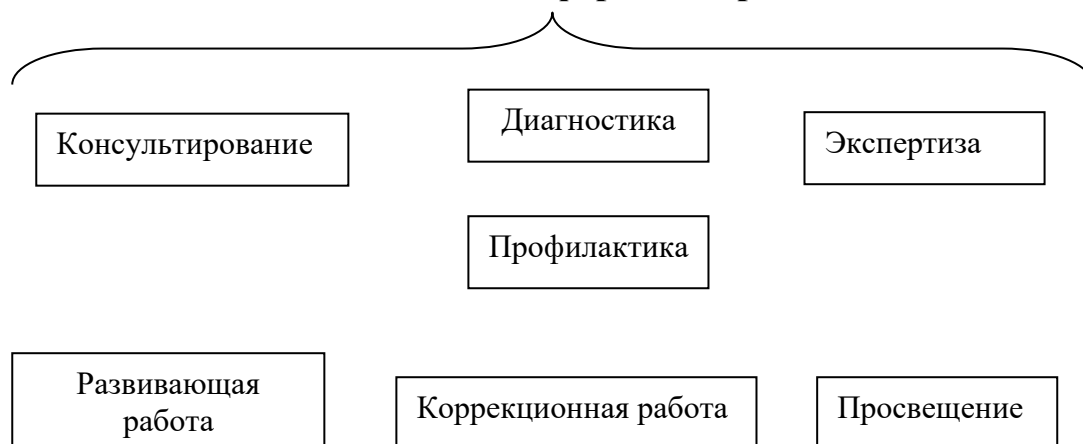 Консультирование
Диагностика
Экспертиза
Профилактика
Развивающая
работа
Коррекционная работа
Просвещение